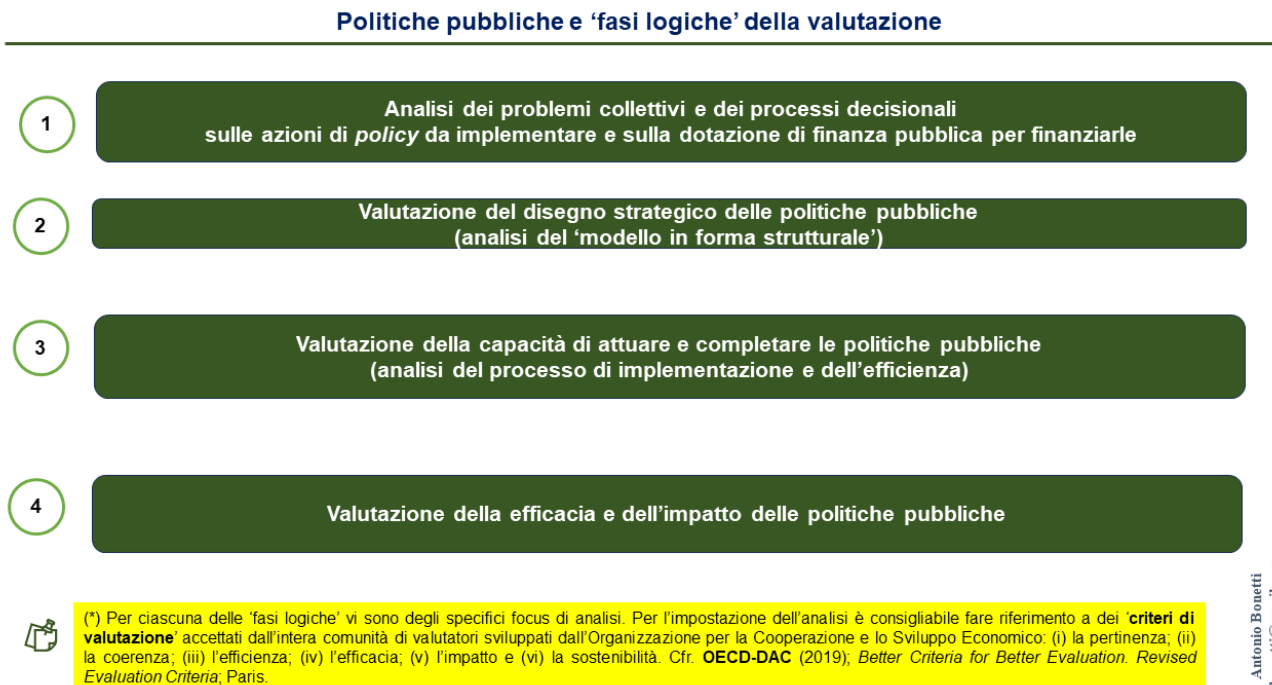 Politiche pubbliche e ‘fasi logiche’ della valutazione
1
Analisi dei problemi collettivi e dei processi decisionali
sulle azioni di policy da implementare e sulla dotazione di finanza pubblica per finanziarle
2
Valutazione del disegno strategico delle politiche pubbliche
(analisi del ‘modello in forma strutturale’)
3
Valutazione della capacità di attuare e completare le politiche pubbliche
(analisi del processo di implementazione e dell’efficienza)
4
Valutazione della efficacia e dell’impatto delle politiche pubbliche
(*) Per ciascuna delle ‘fasi logiche’ vi sono degli specifici focus di analisi. Per l’impostazione dell’analisi è consigliabile fare riferimento a dei ‘criteri di
valutazione’ accettati dall’intera comunità di valutatori sviluppati dall’Organizzazione per la Cooperazione e lo Sviluppo Economico: (i) la pertinenza; (ii)
la coerenza; (iii) l’efficienza; (iv) l’efficacia; (v) l’impatto e (vi) la sostenibilità. Cfr. OECD-DAC (2019); Better Criteria for Better Evaluation. Revised
Evaluation Criteria; Paris.
Antonio Bonetti